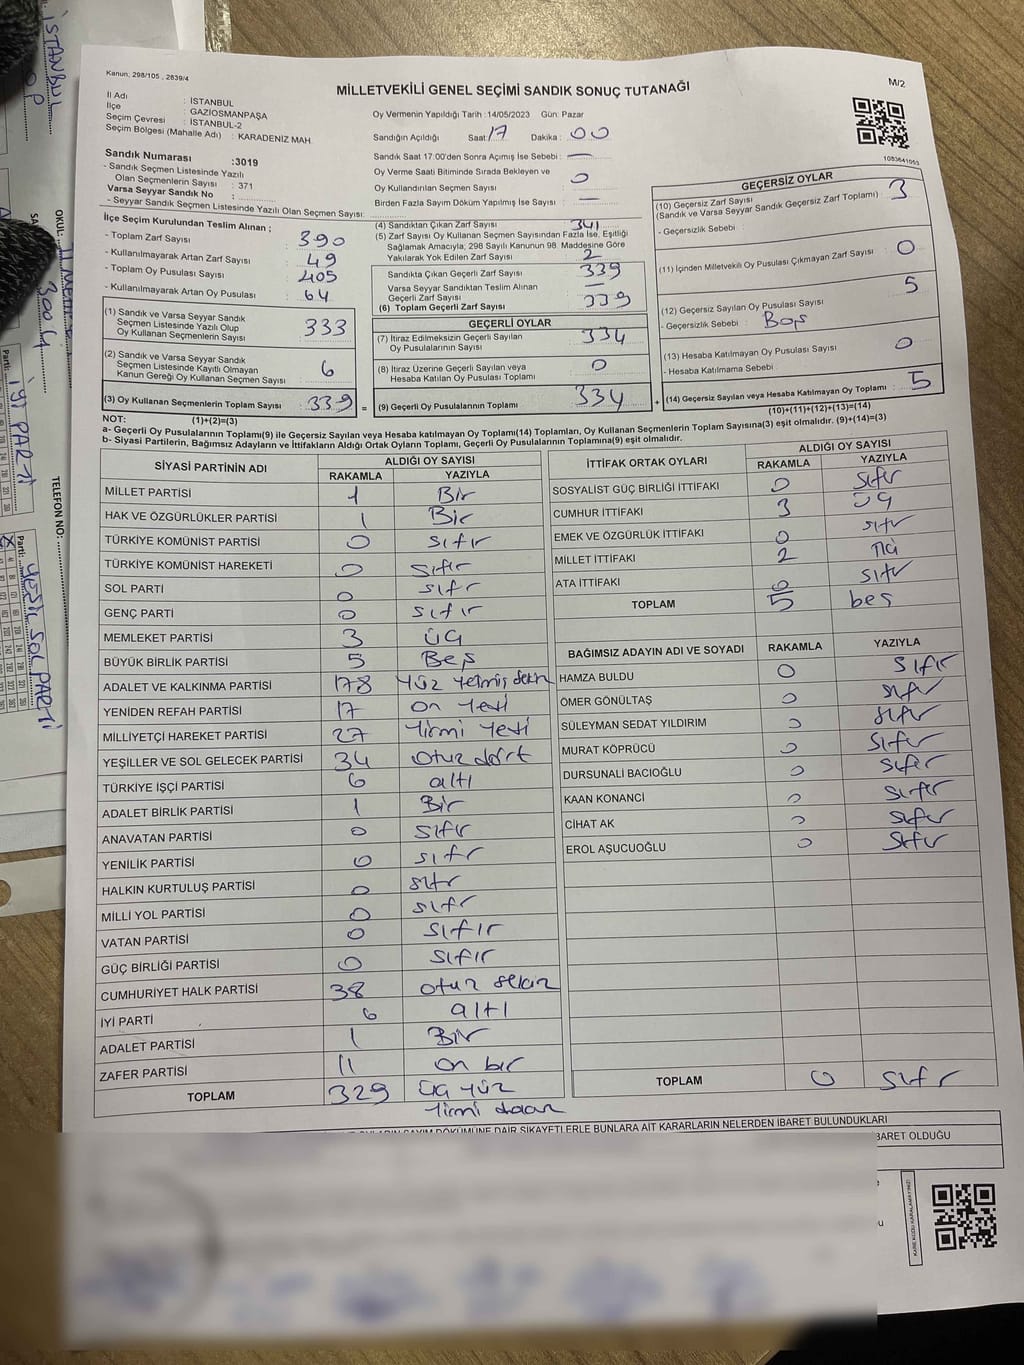 Kanun; 298/105 , 2839/4
MİLLETVEKİLİ GENEL SEÇİMİ SANDIK SONUÇ TUTANAĞI
M/2
İl Adı : İSTANBUL
İlçe : GAZİOSMANPAŞA
Seçim Çevresi : İSTANBUL-2
Seçim Bölgesi (Mahalle Adı) : KARADENİZ MAH.
Oy Vermenin Yapıldığı Tarih :14/05/2023 Gün: Pazar
Sandığın Açıldığı Saat: 17 Dakika : 00
Sandık Saat 17:00'den Sonra Açımış İse Sebebi : —
Oy Verme Saati Bitiminde Sırada Bekleyen ve
Oy Kullandırılan Seçmen Sayısı : 0
Birden Fazla Sayım Döküm Yapılmış İse Sayısı : —
Sandık Numarası :3019
- Sandık Seçmen Listesinde Yazılı
Olan Seçmenlerin Sayısı : 371
Varsa Seyyar Sandık No :
- Seyyar Sandık Seçmen Listesinde Yazılı Olan Seçmen Sayısı:
İlçe Seçim Kurulundan Teslim Alınan ;
- Toplam Zarf Sayısı : 390
- Kullanılmayarak Artan Zarf Sayısı : 49
- Toplam Oy Pusulası Sayısı : 405
- Kullanılmayarak Artan Oy Pusulası : 64
(1) Sandık ve Varsa Seyyar Sandık
Seçmen Listesinde Yazılı Olup
Oy Kullanan Seçmenlerin Sayısı : 333
(2) Sandık ve Varsa Seyyar Sandık
Seçmen Listesinde Kayıtlı Olmayan
Kanun Gereği Oy Kullanan Seçmen Sayısı : 6
(3) Oy Kullanan Seçmenlerin Toplam Sayısı : 339 =
(4) Sandıktan Çıkan Zarf Sayısı : 341
(5) Zarf Sayısı Oy Kullanan Seçmen Sayısından Fazla İse, Eşitliği
Sağlamak Amacıyla; 298 Sayılı Kanunun 98. Maddesine Göre
Yakılarak Yok Edilen Zarf Sayısı : 2
Sandıkta Çıkan Geçerli Zarf Sayısı : 339
Varsa Seyyar Sandıktan Teslim Alınan
Geçerli Zarf Sayısı : —
(6) Toplam Geçerli Zarf Sayısı : 339
GEÇERLİ OYLAR
(7) İtiraz Edilmeksizin Geçerli Sayılan
Oy Pusulalarının Sayısı : 334
(8) İtiraz Üzerine Geçerli Sayılan veya
Hesaba Katılan Oy Pusulası Toplamı : 0
(9) Geçerli Oy Pusulalarının Toplamı : 334 +
1083641053
GEÇERSİZ OYLAR
(10) Geçersiz Zarf Sayısı : 3
(Sandık ve Varsa Seyyar Sandık Geçersiz Zarf Toplamı)
- Geçersizlik Sebebi :
(11) İçinden Milletvekili Oy Pusulası Çıkmayan Zarf Sayısı : 0
(12) Geçersiz Sayılan Oy Pusulası Sayısı : 5
- Geçersizlik Sebebi : Boş
(13) Hesaba Katılmayan Oy Pusulası Sayısı : 0
- Hesaba Katılmama Sebebi :
(14) Geçersiz Sayılan veya Hesaba Katılmayan Oy Toplamı : 5
NOT: (1)+(2)=(3)
(10)+(11)+(12)+(13)=(14)
a- Geçerli Oy Pusulalarının Toplamı(9) ile Geçersiz Sayılan veya Hesaba katılmayan Oy Toplamı(14) Toplamları, Oy Kullanan Seçmenlerin Toplam Sayısına(3) eşit olmalıdır. (9)+(14)=(3)
b- Siyasi Partilerin, Bağımsız Adayların ve İttifakların Aldığı Ortak Oyların Toplamı, Geçerli Oy Pusulalarının Toplamına(9) eşit olmalıdır.
SİYASİ PARTİNİN ADI ALDIĞI OY SAYISI
RAKAMLA YAZIYLA
MİLLET PARTİSİ 1 Bir
HAK VE ÖZGÜRLÜKLER PARTİSİ 1 Bir
TÜRKİYE KOMÜNİST PARTİSİ 0 Sıfır
TÜRKİYE KOMÜNİST HAREKETİ 0 Sıfır
SOL PARTİ 0 sıfır
GENÇ PARTİ 0 sıfır
MEMLEKET PARTİSİ 3 üç
BÜYÜK BİRLİK PARTİSİ 5 Beş
ADALET VE KALKINMA PARTİSİ 178 yüz yetmiş sekiz
YENİDEN REFAH PARTİSİ 17 on yedi
MİLLİYETÇİ HAREKET PARTİSİ 27 Yirmi yedi
YEŞİLLER VE SOL GELECEK PARTİSİ 34 otuz dört
TÜRKİYE İŞÇİ PARTİSİ 6 altı
ADALET BİRLİK PARTİSİ 1 Bir
ANAVATAN PARTİSİ 0 sıfır
YENİLİK PARTİSİ 0 sıfır
HALKIN KURTULUŞ PARTİSİ 0 sıfır
MİLLİ YOL PARTİSİ 0 sıfır
VATAN PARTİSİ 0 sıfır
GÜÇ BİRLİĞİ PARTİSİ 0 sıfır
CUMHURİYET HALK PARTİSİ 38 otuz sekiz
İYİ PARTİ 6 altı
ADALET PARTİSİ 1 Bir
ZAFER PARTİSİ 11 on bir
TOPLAM 329 üç yüz
yirmi dokuz
İTTİFAK ORTAK OYLARI ALDIĞI OY SAYISI
RAKAMLA YAZIYLA
SOSYALİST GÜÇ BİRLİĞİ İTTİFAKI 0 sıfır
CUMHUR İTTİFAKI 3 üç
EMEK VE ÖZGÜRLÜK İTTİFAKI 0 sıfır
MİLLET İTTİFAKI 2 iki
ATA İTTİFAKI 0 sıfır
TOPLAM 5 beş
BAĞIMSIZ ADAYIN ADI VE SOYADI RAKAMLA YAZIYLA
HAMZA BULDU 0 sıfır
ÖMER GÖNÜLTAŞ 0 sıfır
SÜLEYMAN SEDAT YILDIRIM 0 sıfır
MURAT KÖPRÜCÜ 0 sıfır
DURSUNALİ BACIOĞLU 0 sıfır
KAAN KONANCİ 0 sıfır
CİHAT AK 0 sıfır
EROL AŞUCUOĞLU 0 sıfır
TOPLAM 0 sıfır
SAYIM DÖKÜMÜNE DAİR ŞİKAYETLERLE BUNLARA AİT KARARLARIN NELERDEN İBARET BULUNDUKLARI
BARET OLDUĞU
KARE KODU KARALAMAYINIZ!
İSTANBUL
OKUL:
3004
TELEFON NO:
Parti:
İYİ PARTİ
Parti:
YEŞİL SOL PARTİ